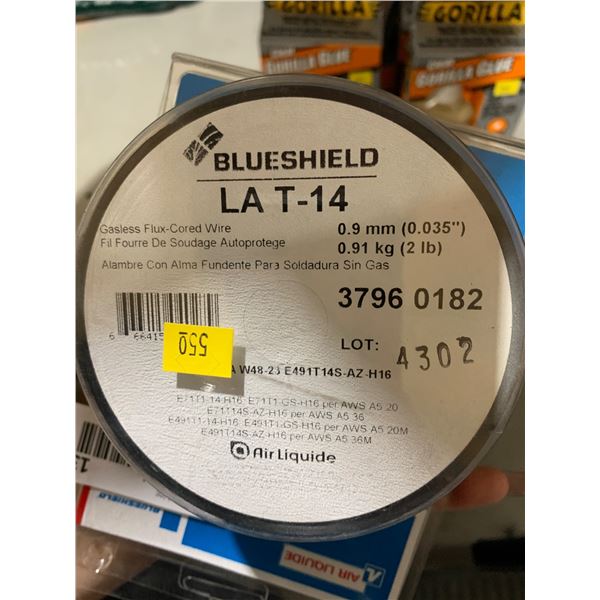 GORILLA
GORILLA
GORILLA GLUE
BLUESHIELD
LA T-14
Gasless Flux-Cored Wire
Fil Fourre De Soudage Autoprotege
Alambre Con Alma Fundente Para Soldadura Sin Gas
0.9 mm (0.035")
0.91 kg (2 lb)
3796 0182
LOT: 4302
550
W48-23 E491T14S-AZ-H16
E71T1-14-H16 E71T1-GS-H16 per AWS A5 20
E71T14S-AZ-H16 per AWS A5 36
E491T1-14-H16 E491T1-GS-H16 per AWS A5 20M
E491T14S-AZ-H16 per AWS A5 36M
Air Liquide
BLUESHIELD
AIR LIQUIDE